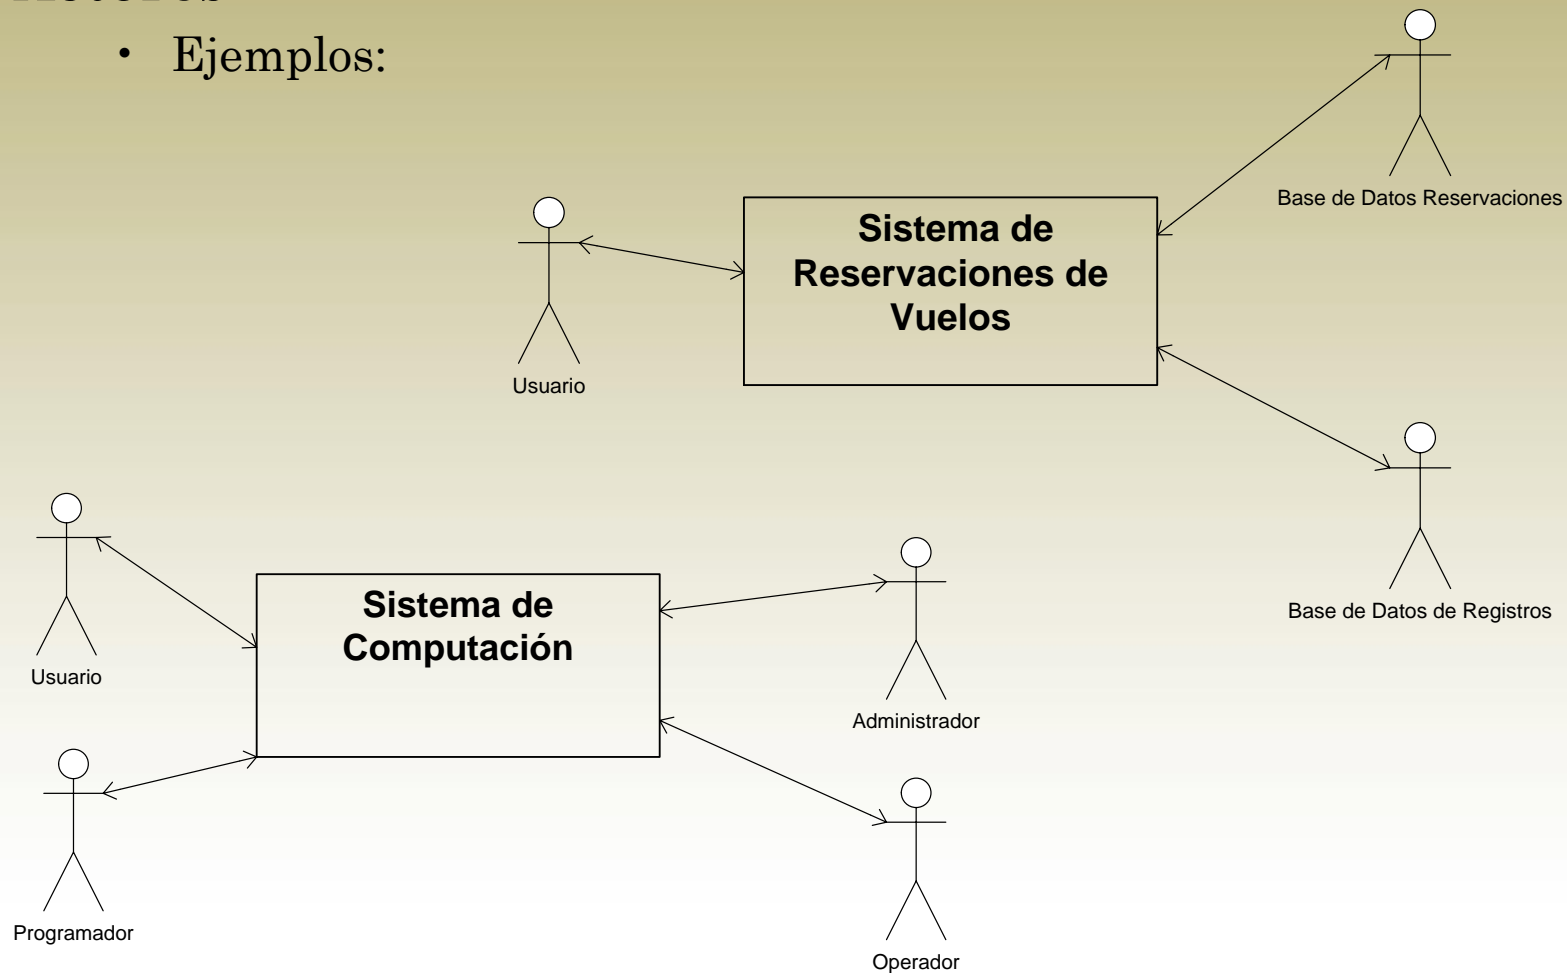 • Ejemplos:
Base de Datos Reservaciones
Sistema de
Reservaciones de
Vuelos
Usuario
Base de Datos de Registros
Sistema de
Computación
Usuario
Administrador
Programador
Operador